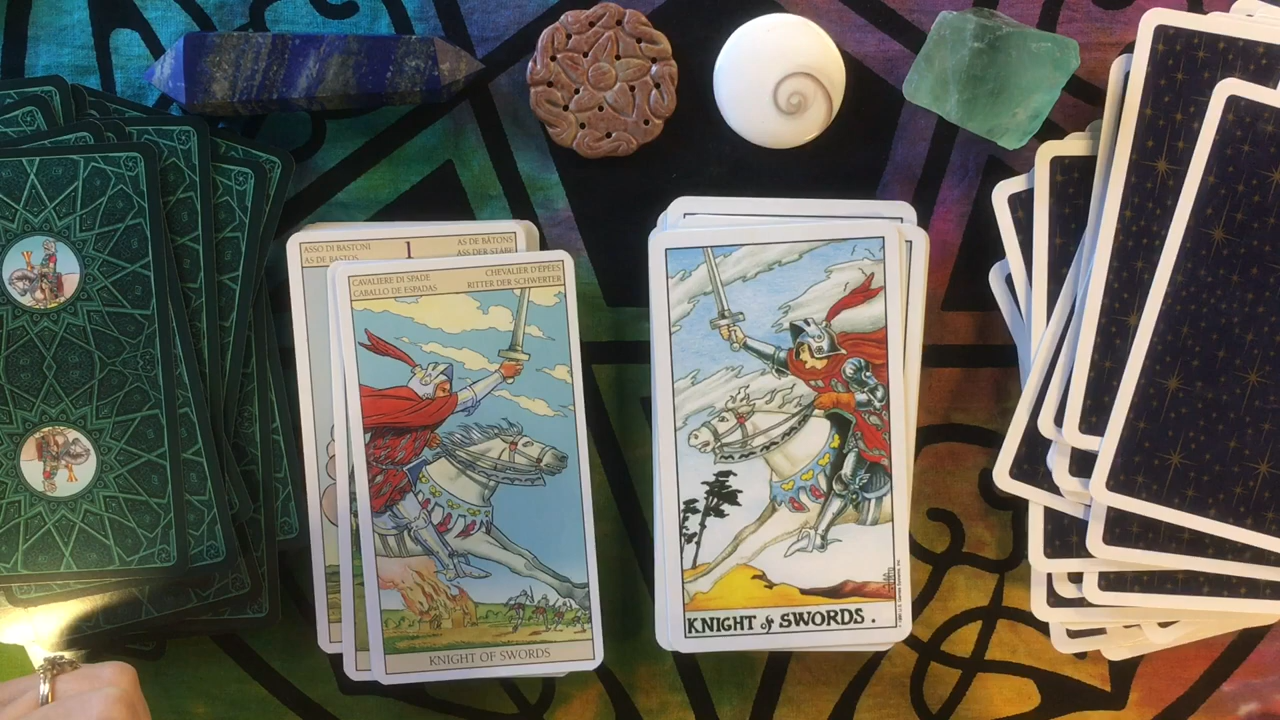 ASSO DI BASTONI
AS DE BASTOS
1
AS DE BÂTONS
ASS DER STÄBE
CAVALIERE DI SPADE
CABALLO DE ESPADAS
CHEVALIER D'ÉPÉES
RITTER DER SCHWERTER
KNIGHT OF SWORDS
KNIGHT of SWORDS.